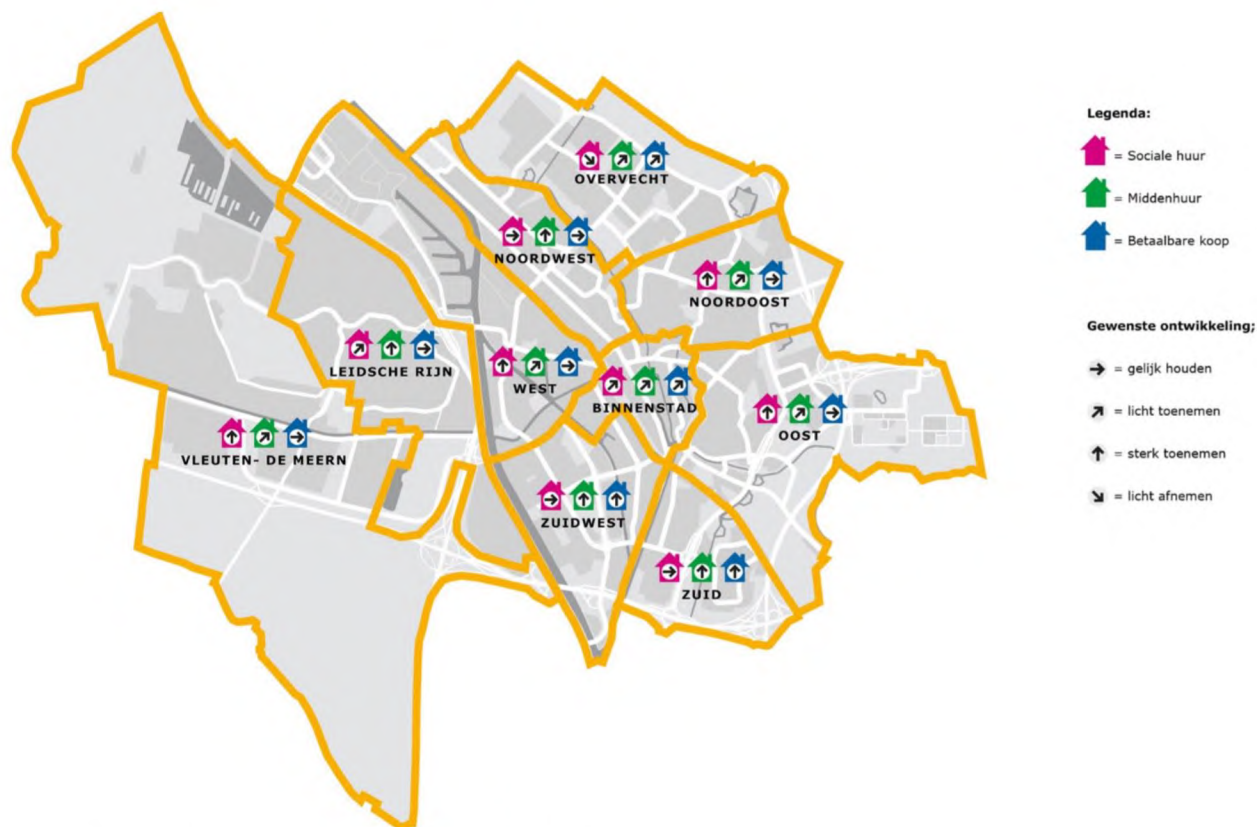 OVERVECHT
NOORDWEST
NOORDOOST
LEIDSCHE RIJN
WEST
BINNENSTAD
OOST
VLEUTEN- DE MEERN
ZUIDWEST
ZUID
Legenda:
= Sociale huur
= Middenhuur
= Betaalbare koop
Gewenste ontwikkeling;
= gelijk houden
= licht toenemen
= sterk toenemen
= licht afnemen